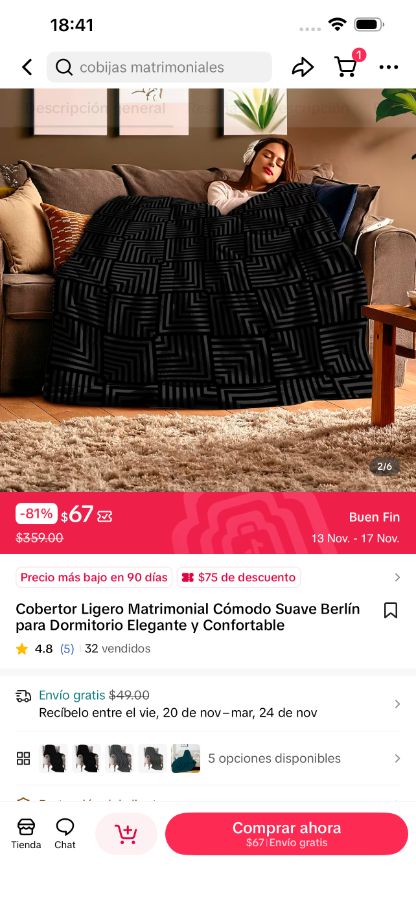 18:41
cobijas matrimoniales
1
Descripción general
2/6
-81% $67
Buen Fin
$359.00
13 Nov. - 17 Nov.
Precio más bajo en 90 días
$75 de descuento
Cobertor Ligero Matrimonial Cómodo Suave Berlín
para Dormitorio Elegante y Confortable
4.8 (5) 32 vendidos
Envío gratis $49.00
Recíbelo entre el vie, 20 de nov–mar, 24 de nov
5 opciones disponibles
Tienda
Chat
Comprar ahora
$67 | Envío gratis